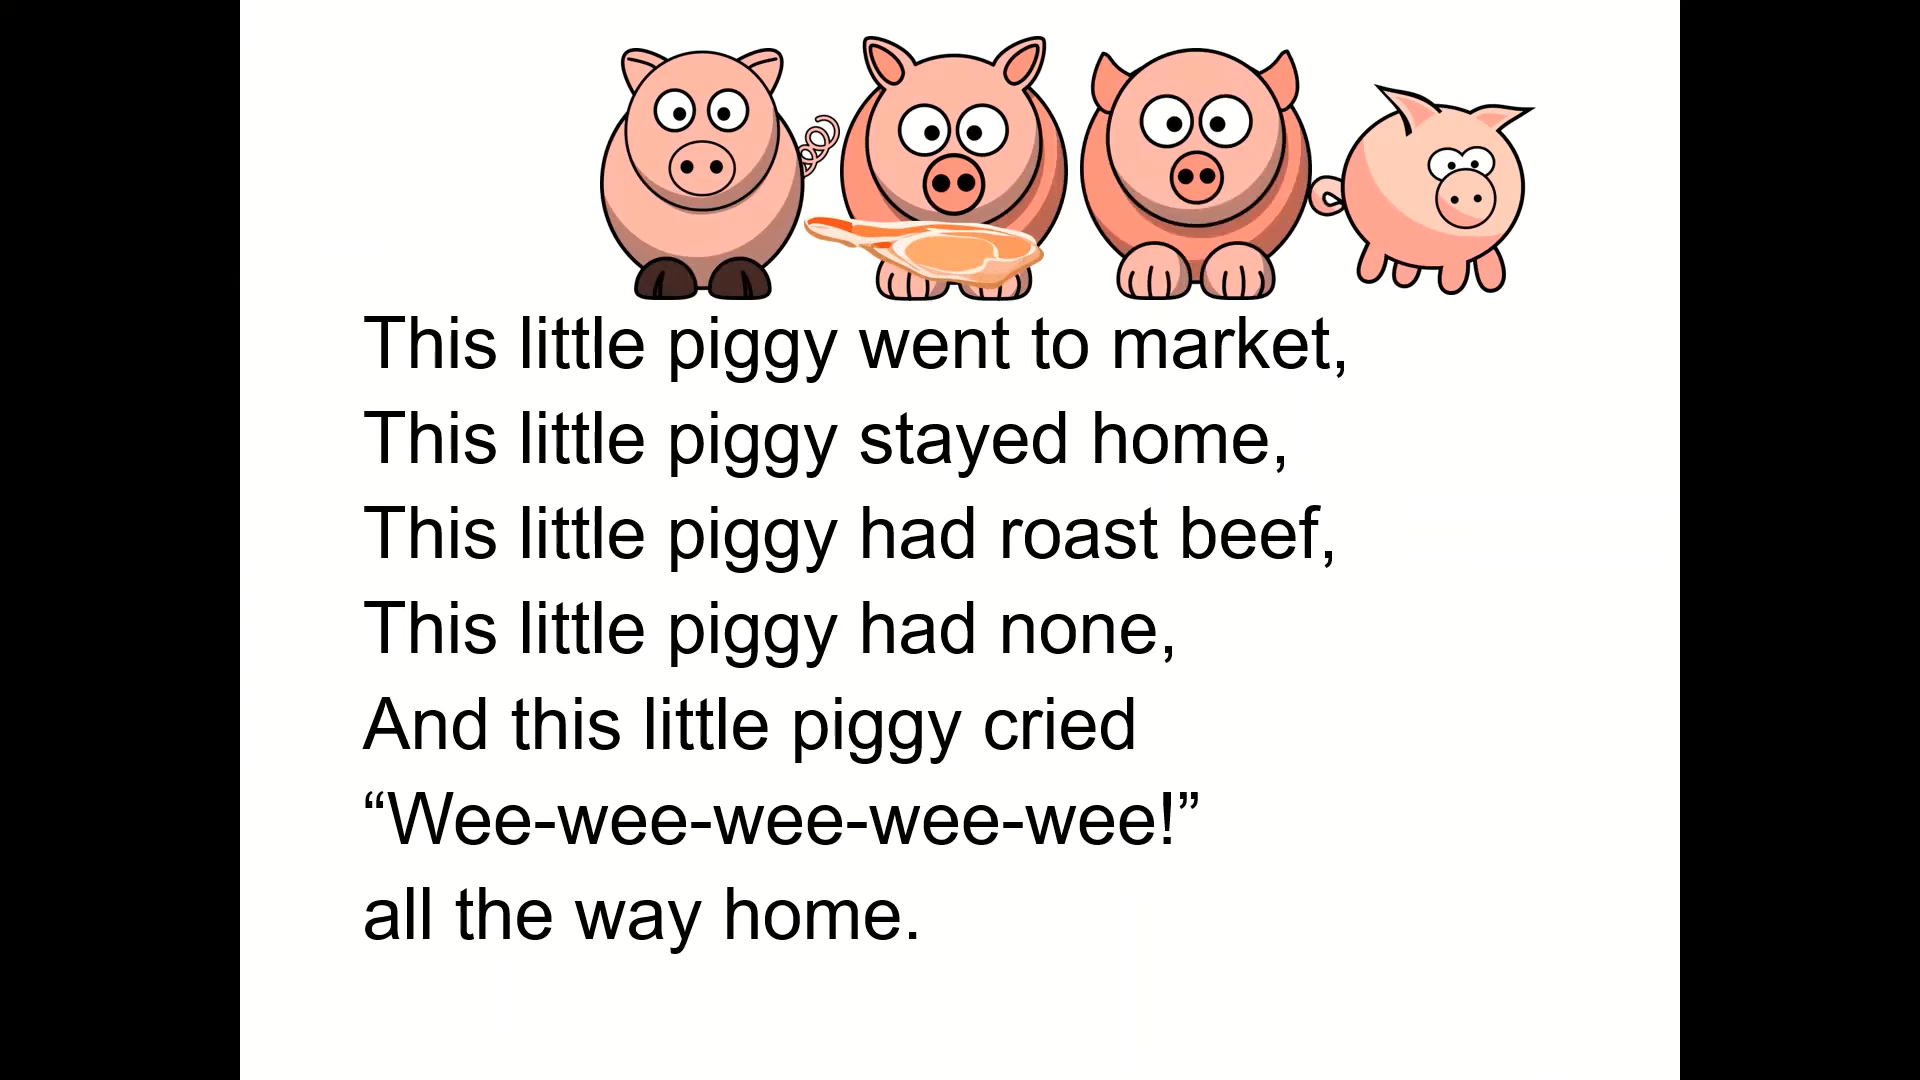 This little piggy went to market,
This little piggy stayed home,
This little piggy had roast beef,
This little piggy had none,
And this little piggy cried
“Wee-wee-wee-wee-wee!”
all the way home.